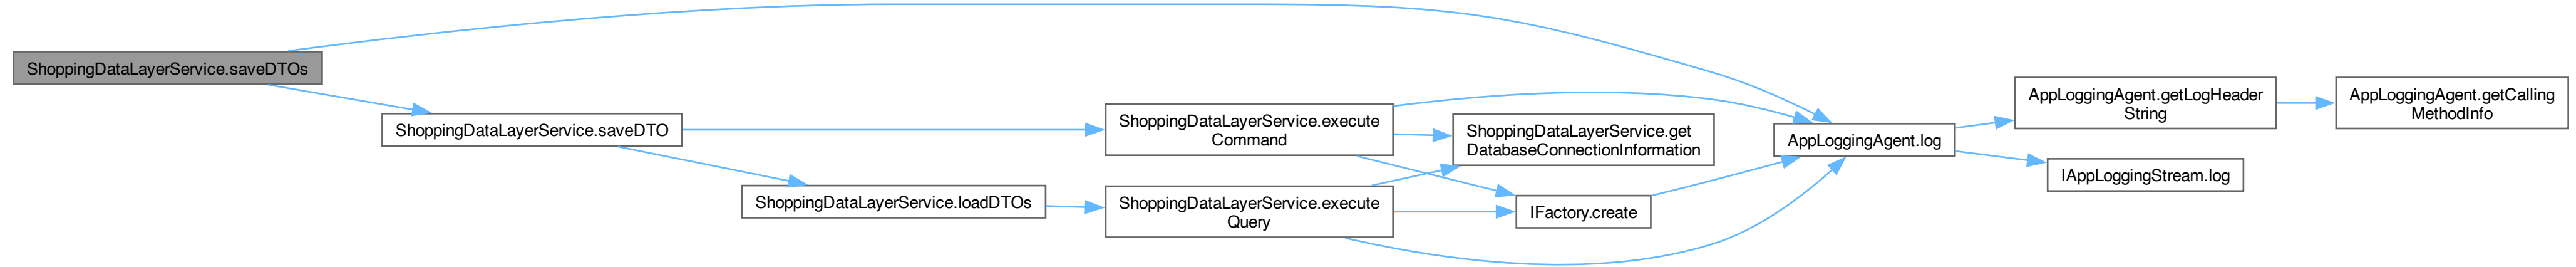 ShoppingDataLayerService.saveDTOs
ShoppingDataLayerService.saveDTO
ShoppingDataLayerService.loadDTOs
ShoppingDataLayerService.execute
Command
ShoppingDataLayerService.execute
Query
ShoppingDataLayerService.get
DatabaseConnectionInformation
IFactory.create
AppLoggingAgent.log
AppLoggingAgent.getLogHeader
String
IAppLoggingStream.log
AppLoggingAgent.getCalling
MethodInfo